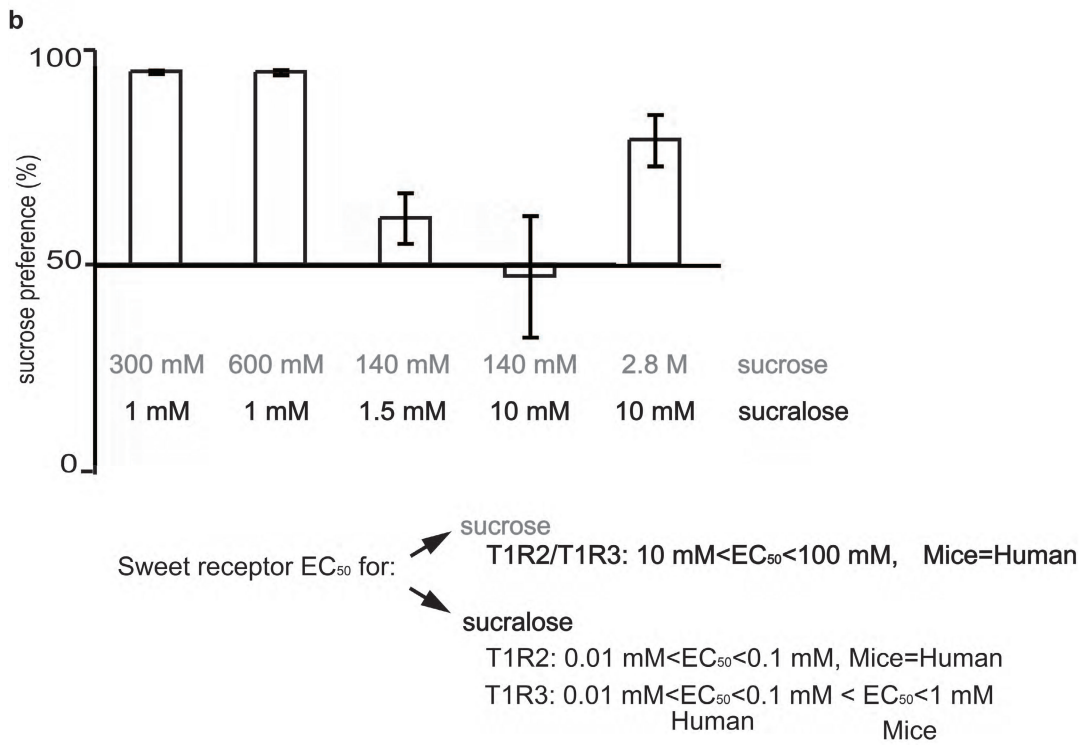 b
100
50
0
sucrose preference (%)
300 mM 600 mM 140 mM 140 mM 2.8 M sucrose
1 mM 1 mM 1.5 mM 10 mM 10 mM sucralose
sucrose
T1R2/T1R3: 10 mM<EC₅₀<100 mM, Mice=Human
Sweet receptor EC₅₀ for:
sucralose
T1R2: 0.01 mM<EC₅₀<0.1 mM, Mice=Human
T1R3: 0.01 mM<EC₅₀<0.1 mM < EC₅₀<1 mM
Human Mice